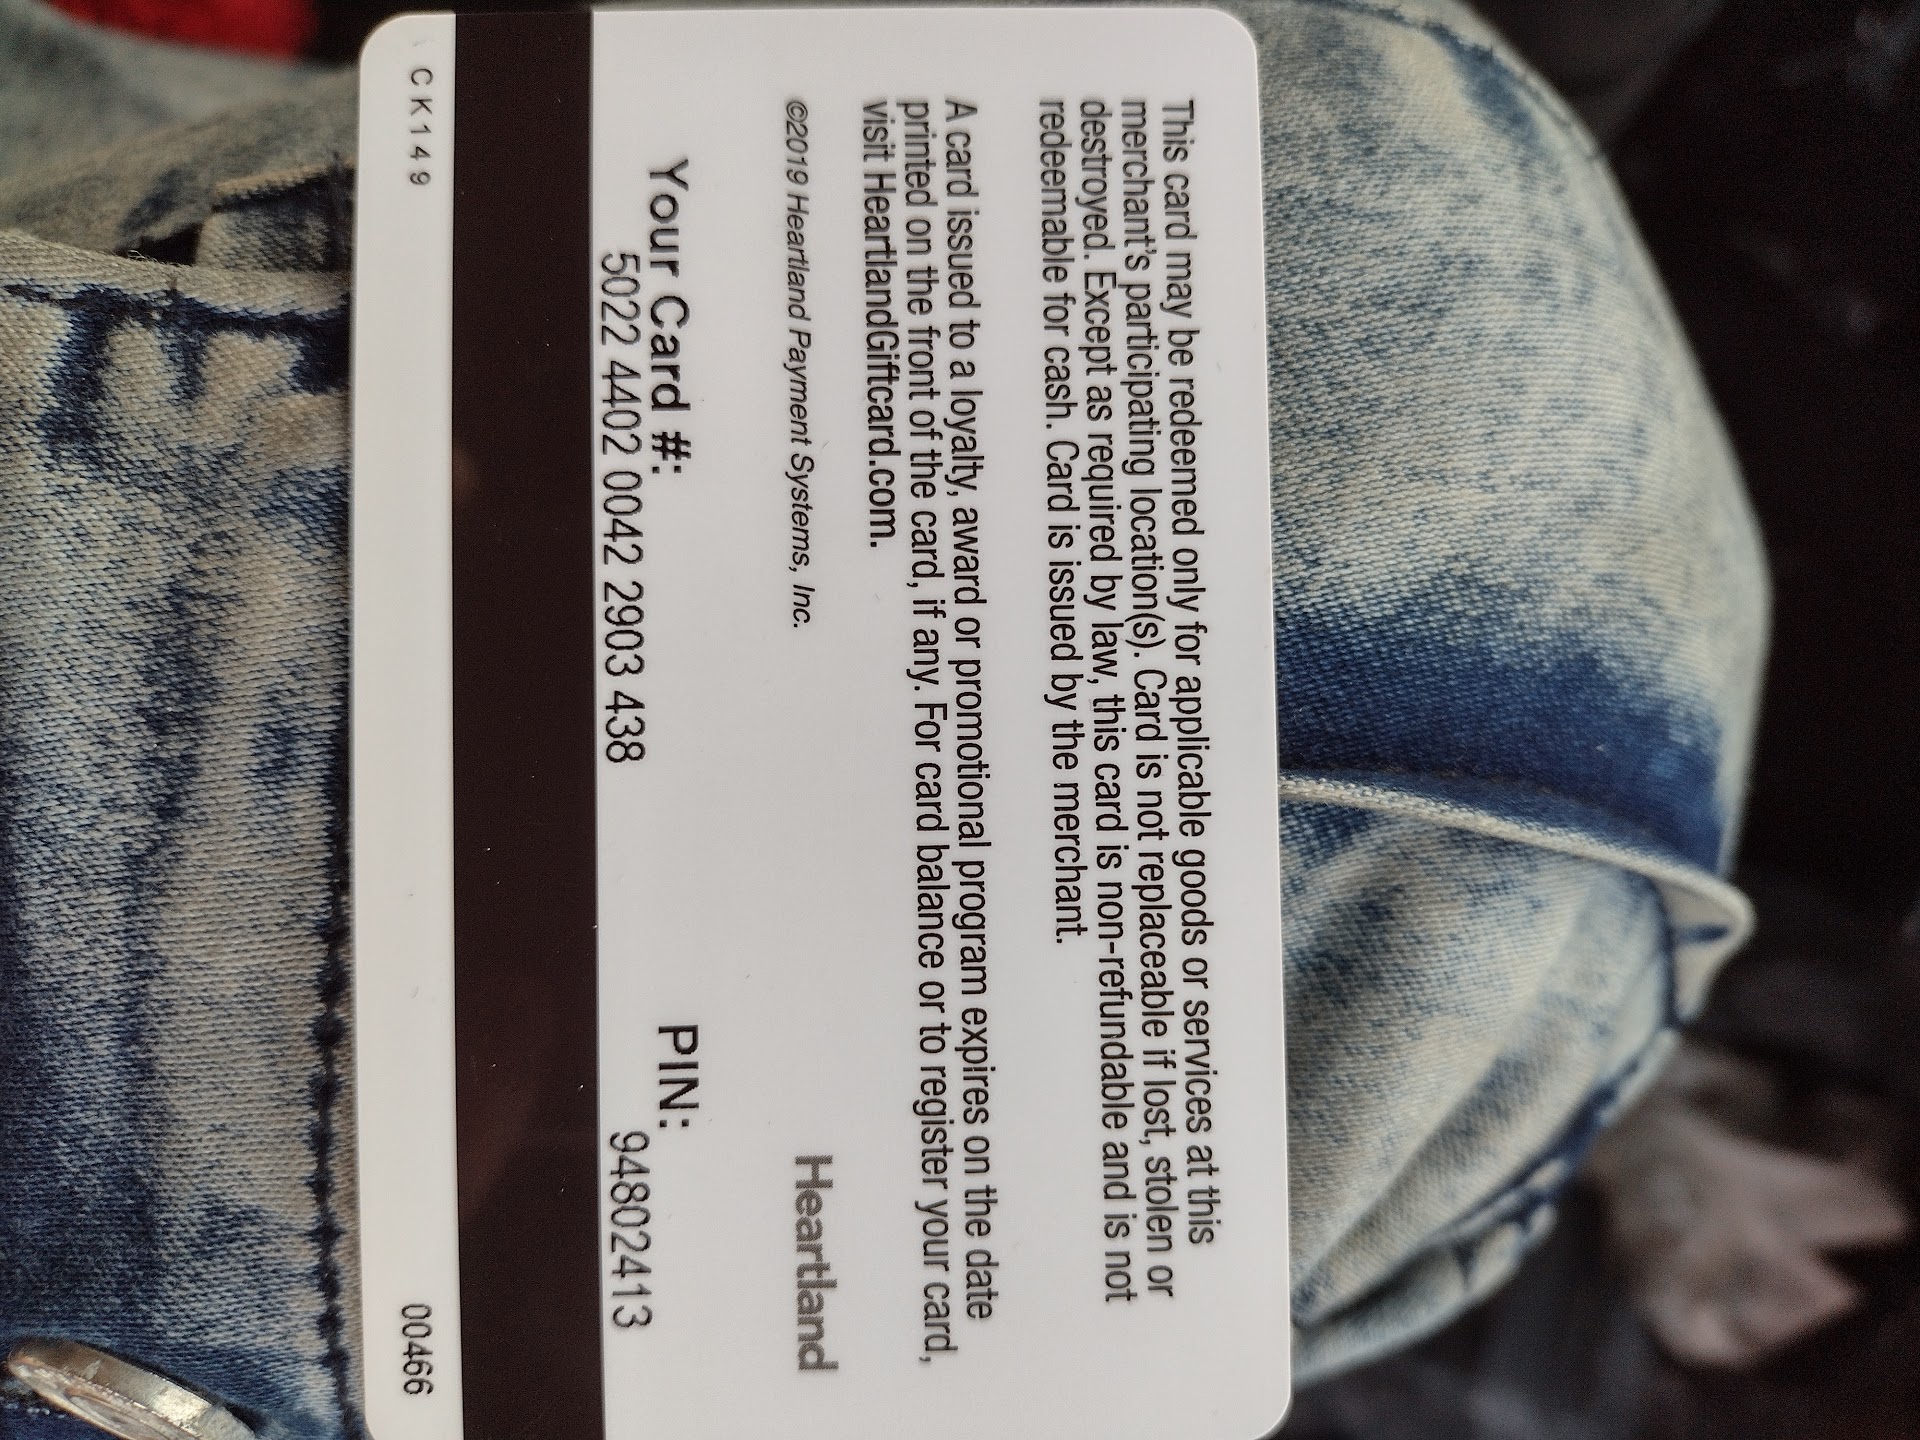 This card may be redeemed only for applicable goods or services at this
merchant's participating location(s). Card is not replaceable if lost, stolen or
destroyed. Except as required by law, this card is non-refundable and is not
redeemable for cash. Card is issued by the merchant.
A card issued to a loyalty, award or promotional program expires on the date
printed on the front of the card, if any. For card balance or to register your card,
visit HeartlandGiftcard.com.
©2019 Heartland Payment Systems, Inc.
Heartland
Your Card #:
5022 4402 0042 2903 438
PIN:
94802413
CK149
00466